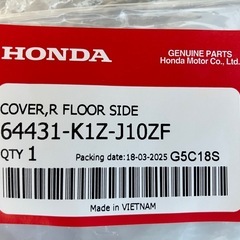 HONDA
GENUINE PARTS
Honda Motor Co., Ltd.
COVER,R FLOOR SIDE
64431-K1Z-J10ZF
QTY 1 Packing date: 18-03-2025 G5C18S
Made in VIETNAM